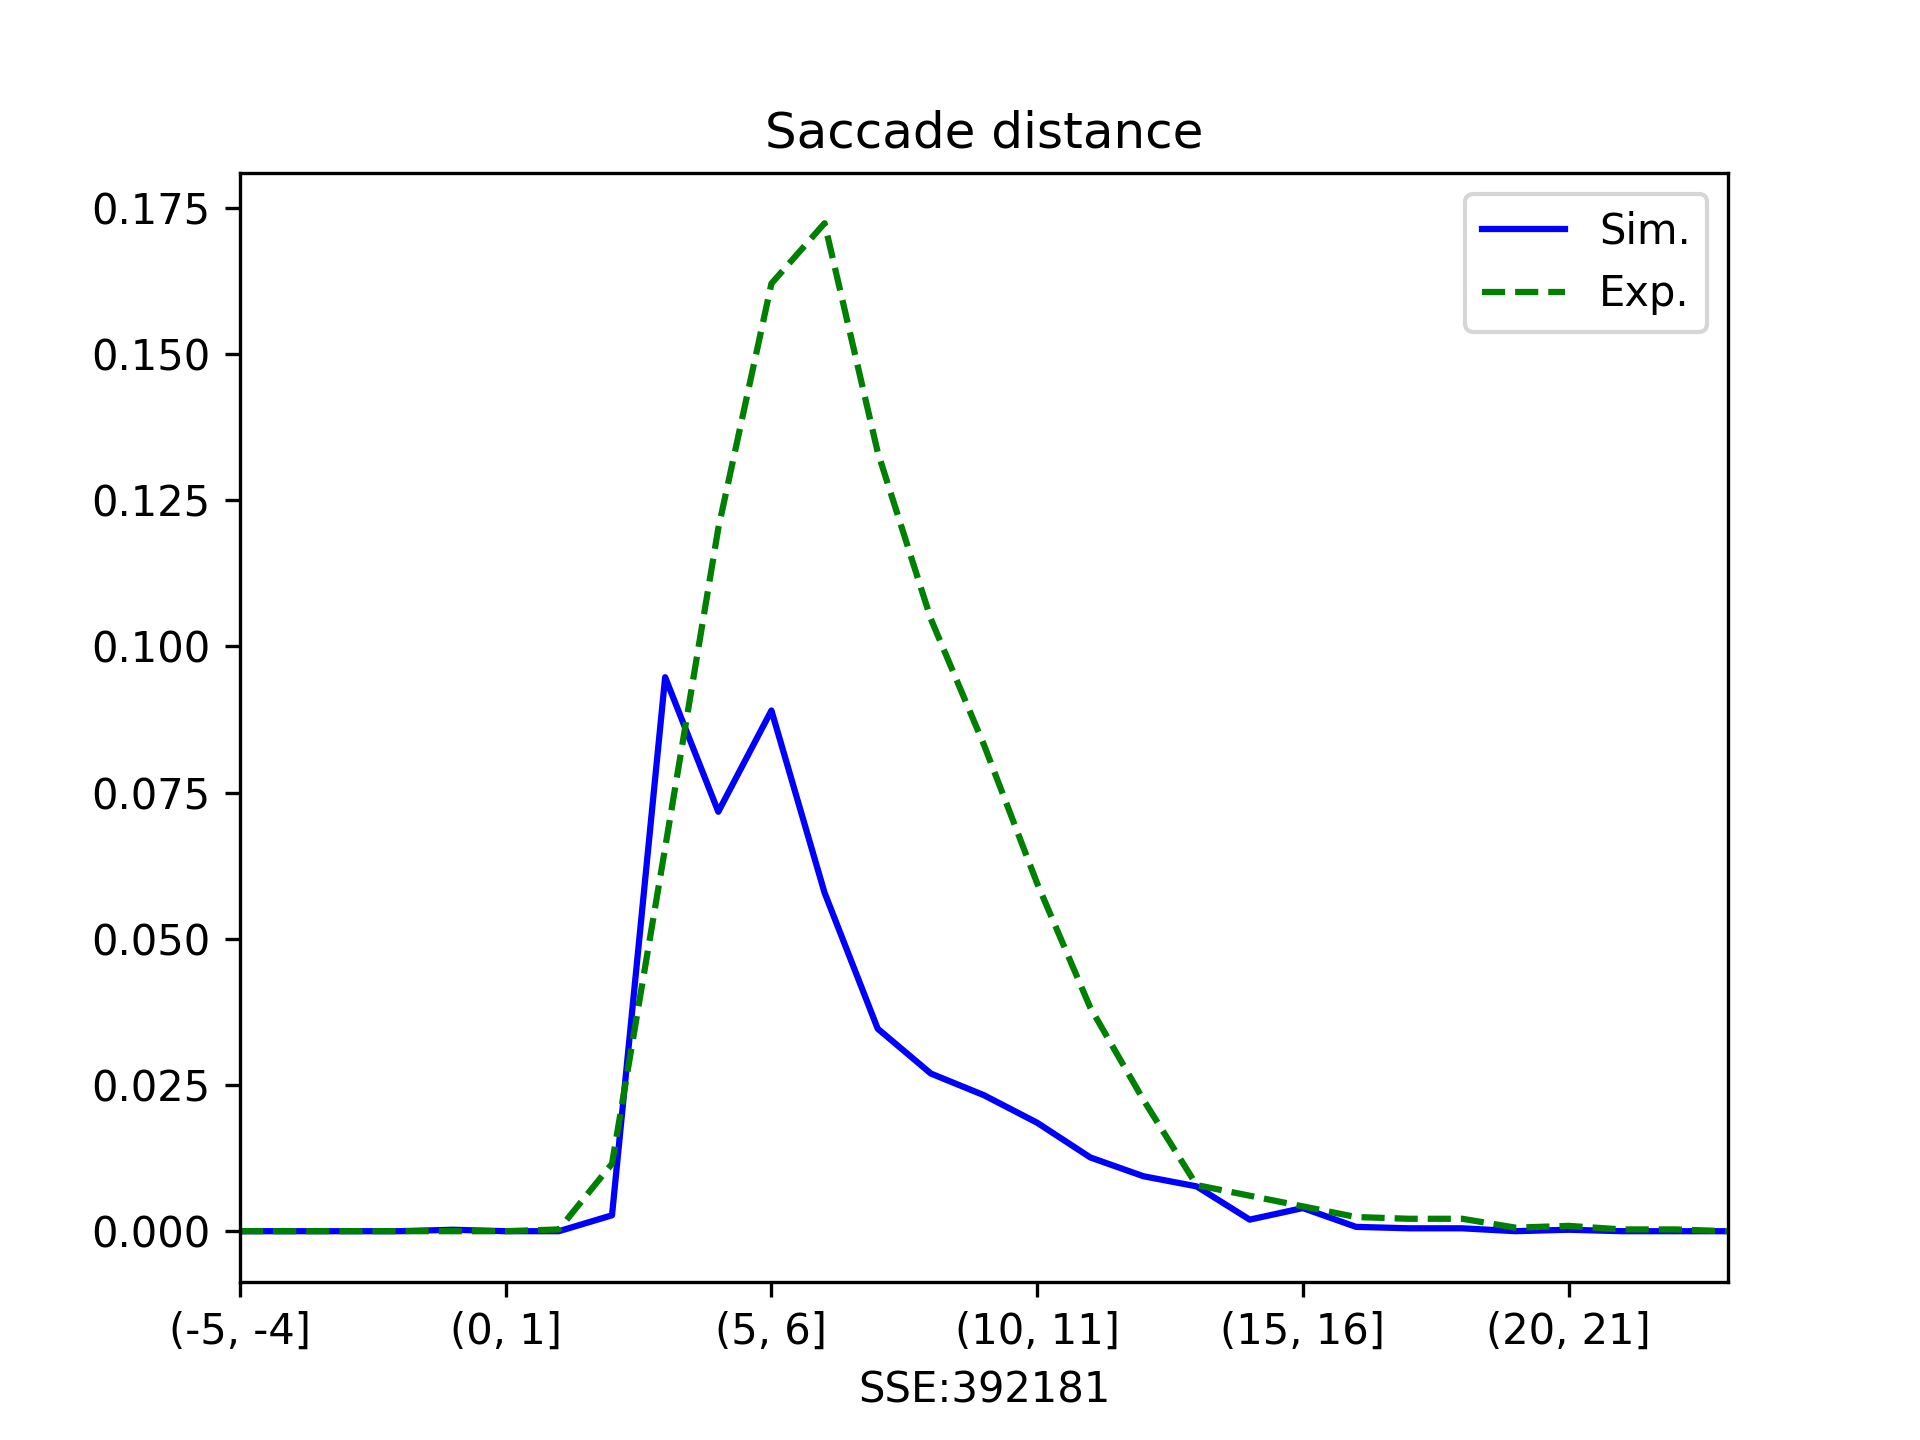 Saccade distance
Sim.
Exp.
0.175
0.150
0.125
0.100
0.075
0.050
0.025
0.000
(-5, -4] (0, 1] (5, 6] (10, 11] (15, 16] (20, 21]
SSE:392181